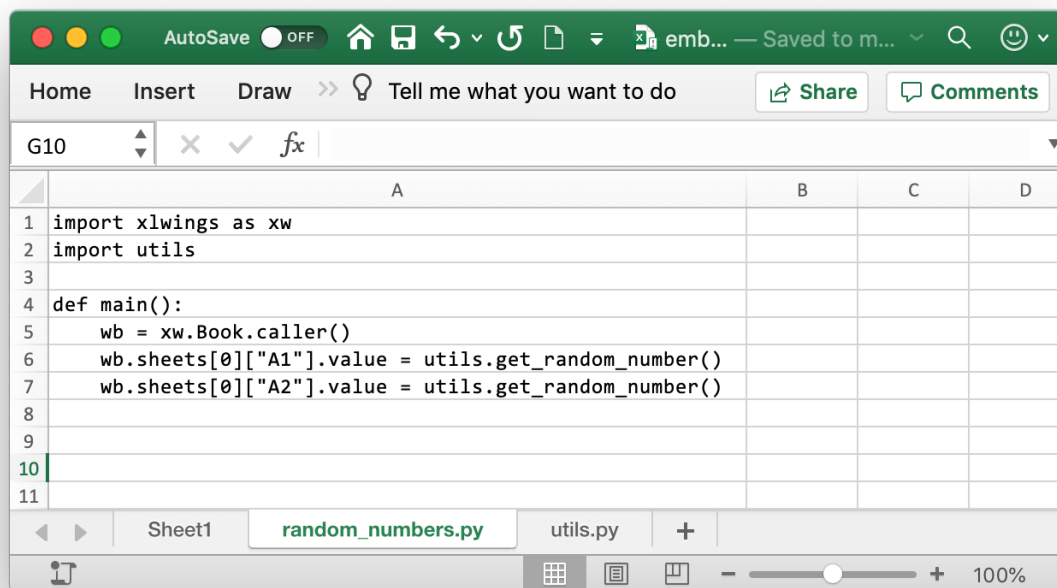 AutoSave OFF emb... — Saved to m...
Home Insert Draw Tell me what you want to do Share Comments
G10 fx
A B C D
1 import xlwings as xw
2 import utils
3
4 def main():
5     wb = xw.Book.caller()
6     wb.sheets[0]["A1"].value = utils.get_random_number()
7     wb.sheets[0]["A2"].value = utils.get_random_number()
8
9
10
11
Sheet1 random_numbers.py utils.py +
− + 100%